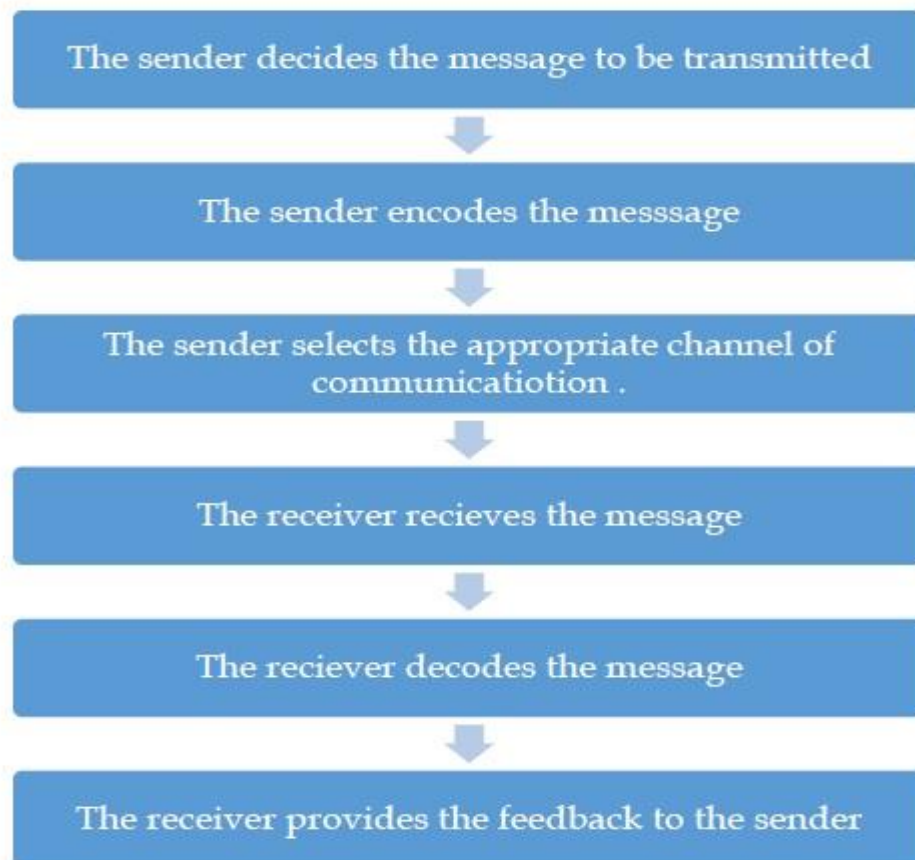 The sender decides the message to be transmitted
The sender encodes the messsage
The sender selects the appropriate channel of
communicatiotion .
The receiver recieves the message
The reciever decodes the message
The receiver provides the feedback to the sender